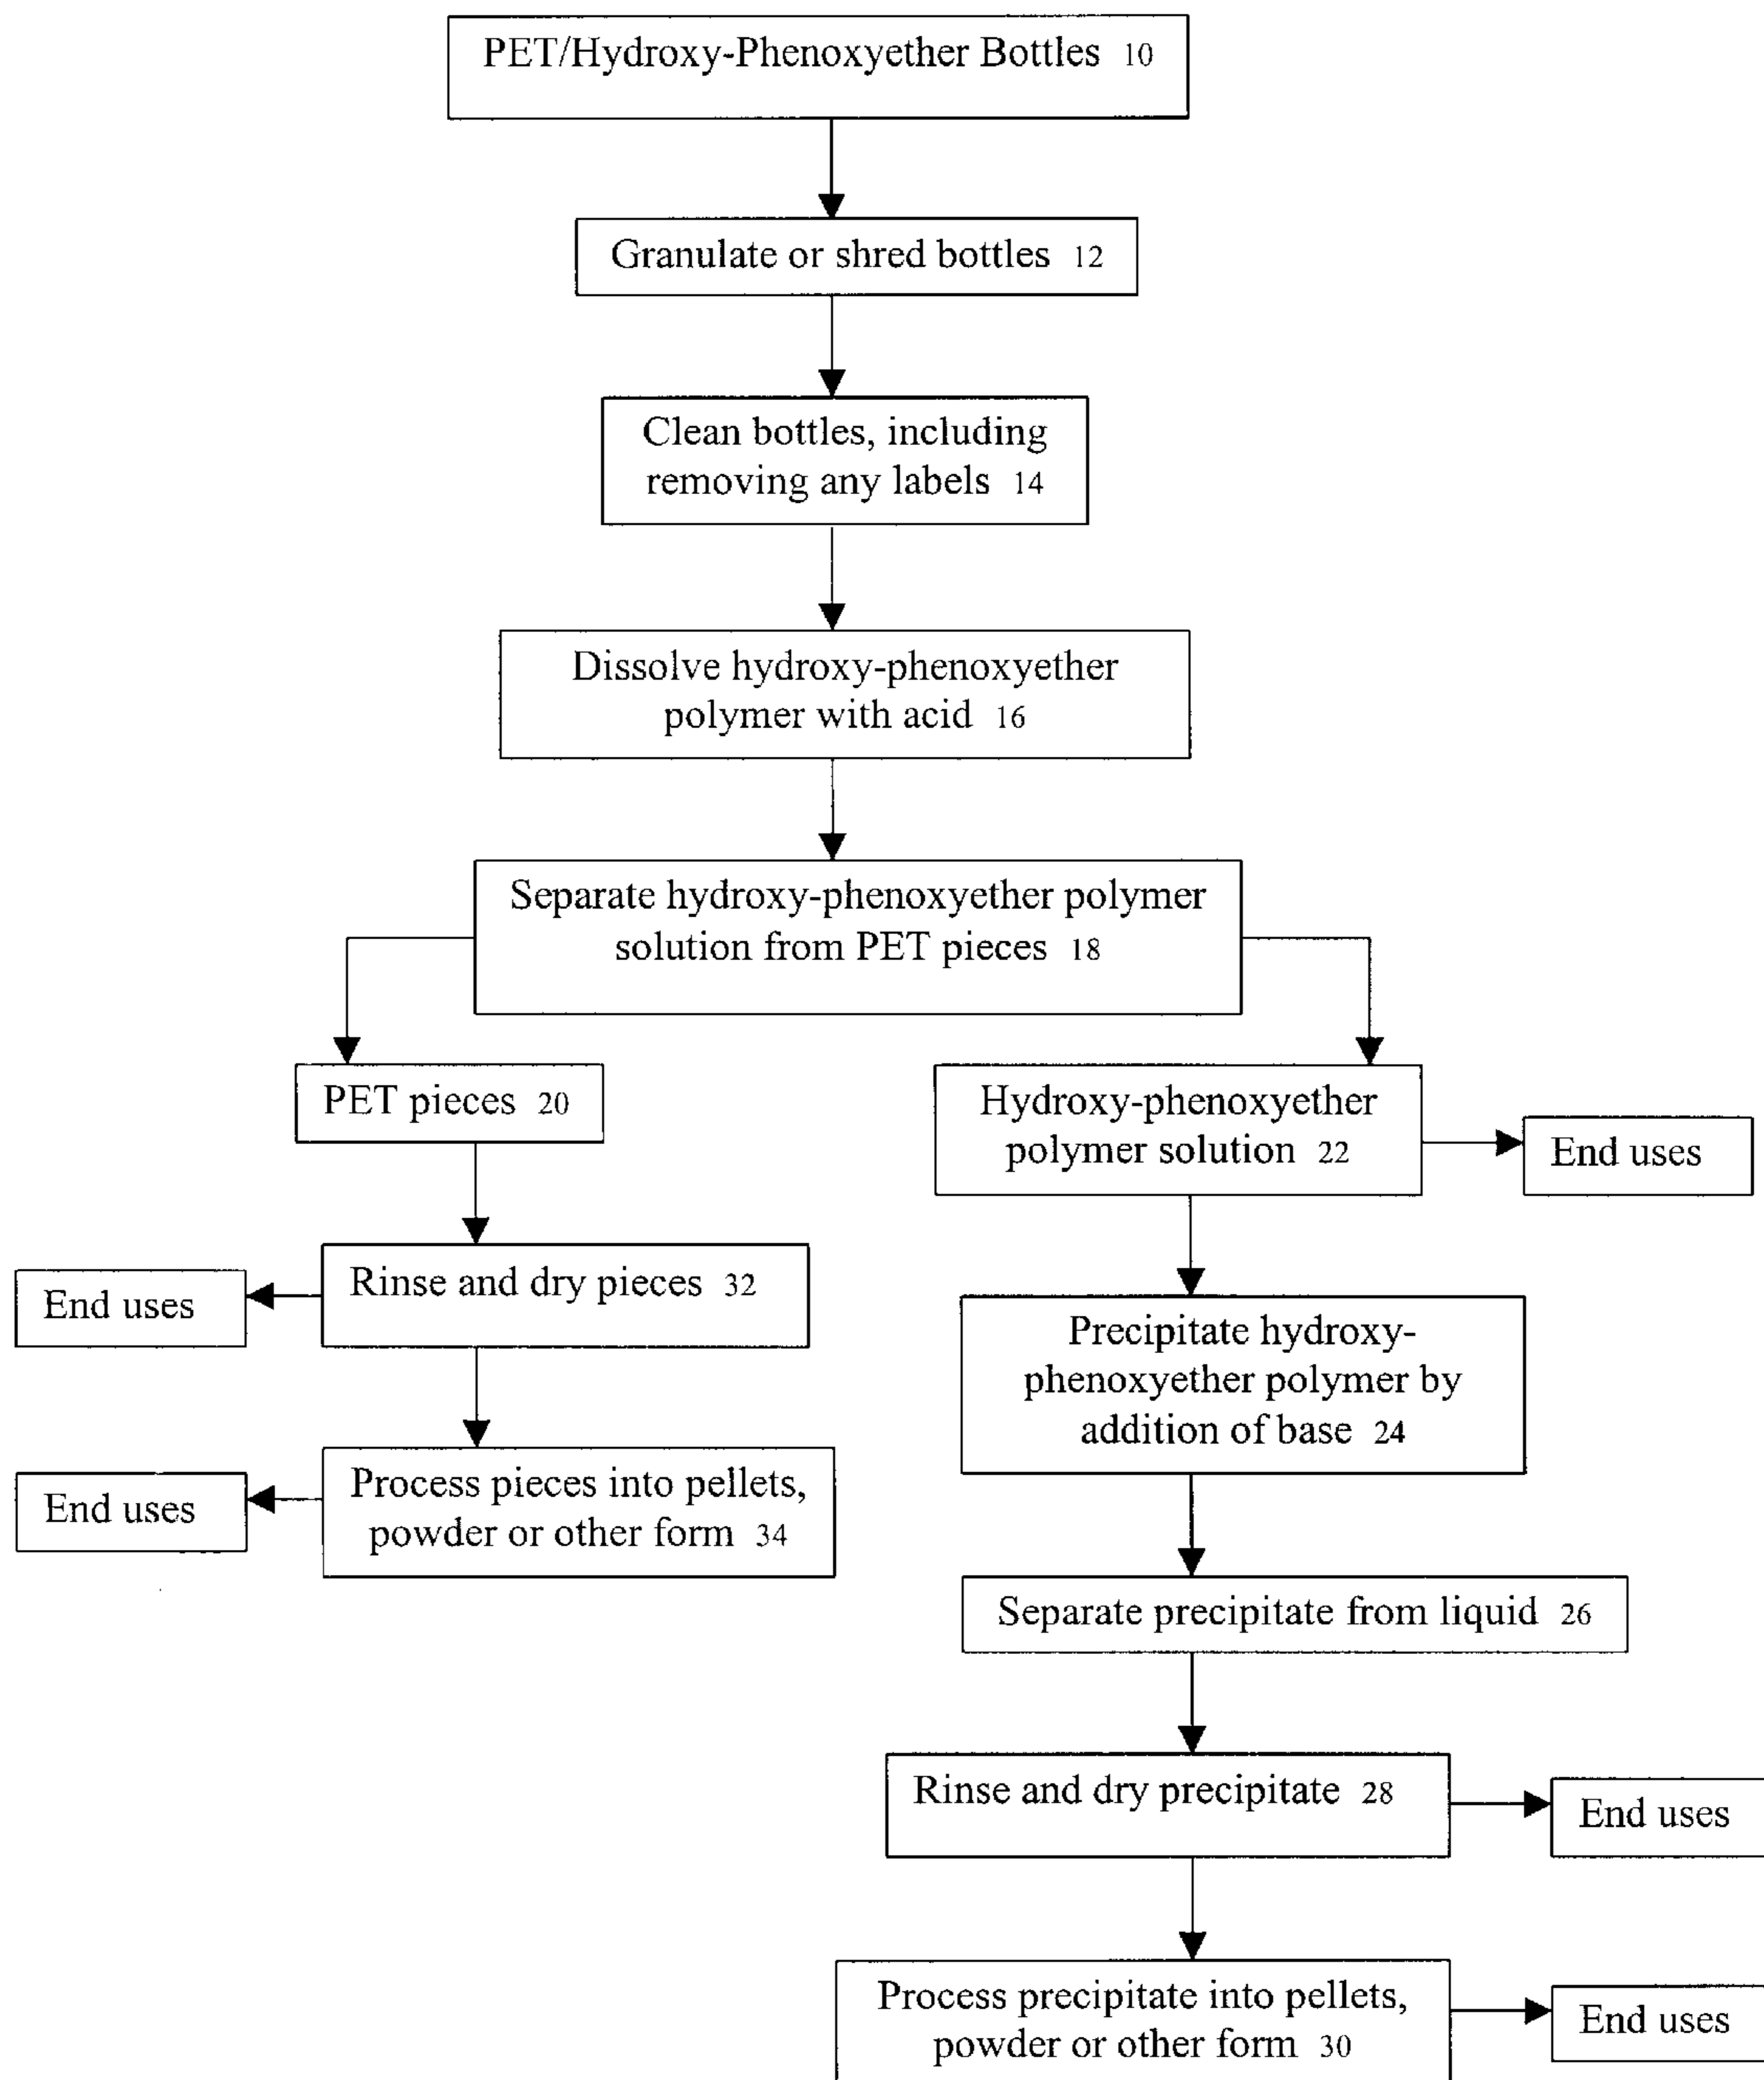 PET/Hydroxy-Phenoxyether Bottles 10
Granulate or shred bottles 12
Clean bottles, including
removing any labels 14
Dissolve hydroxy-phenoxyether
polymer with acid 16
Separate hydroxy-phenoxyether polymer
solution from PET pieces 18
PET pieces 20
Rinse and dry pieces 32
End uses
Process pieces into pellets,
powder or other form 34
End uses
Hydroxy-phenoxyether
polymer solution 22
End uses
Precipitate hydroxy-
phenoxyether polymer by
addition of base 24
Separate precipitate from liquid 26
Rinse and dry precipitate 28
End uses
Process precipitate into pellets,
powder or other form 30
End uses